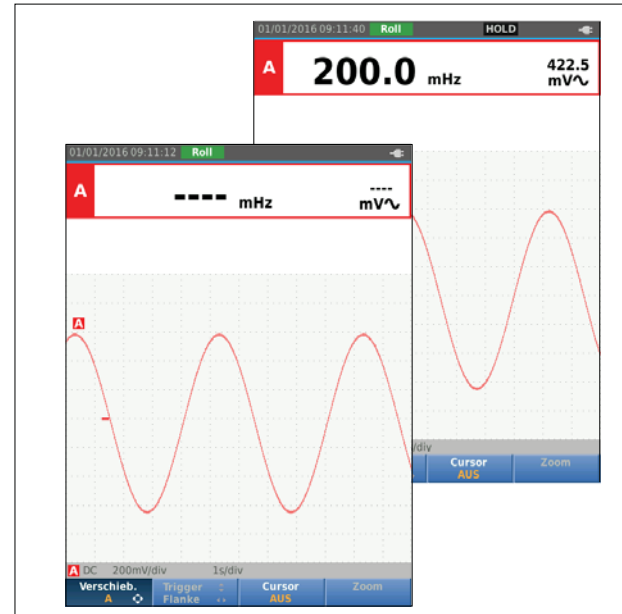 01/01/2016 09:11:40 Roll HOLD
A 200.0 mHz 422.5 mV
/div
Cursor Zoom
AUS
01/01/2016 09:11:12 Roll
A ---- mHz ---- mV
A
A DC 200mV/div 1s/div
Verschieb. Trigger Cursor Zoom
A Flanke AUS